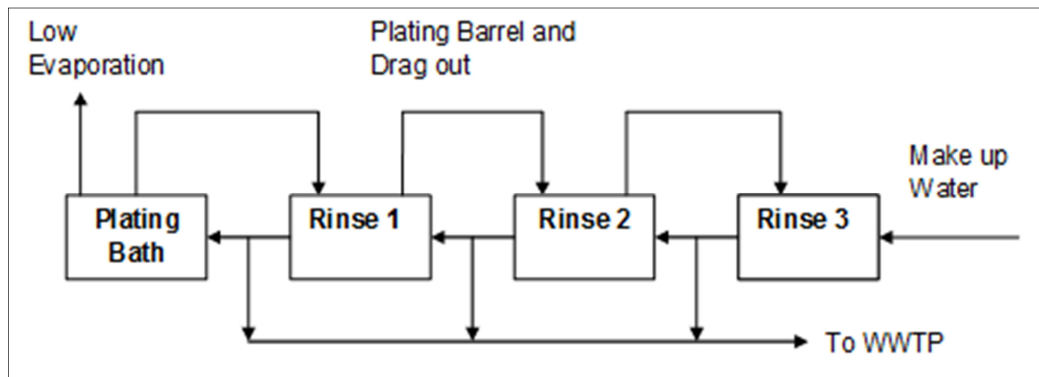 Low
Evaporation
Plating Barrel and
Drag out
Make up
Water
Plating
Bath
Rinse 1
Rinse 2
Rinse 3
To WWTP